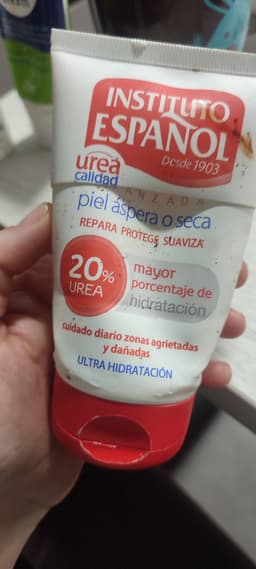 INSTITUTO
ESPAÑOL
Desde 1903
urea
calidad
AVANZADA
piel áspera o seca
REPARA PROTEGE SUAVIZA
20%
UREA
mayor
porcentaje de
hidratación
cuidado diario zonas agrietadas
y dañadas
ULTRA HIDRATACIÓN